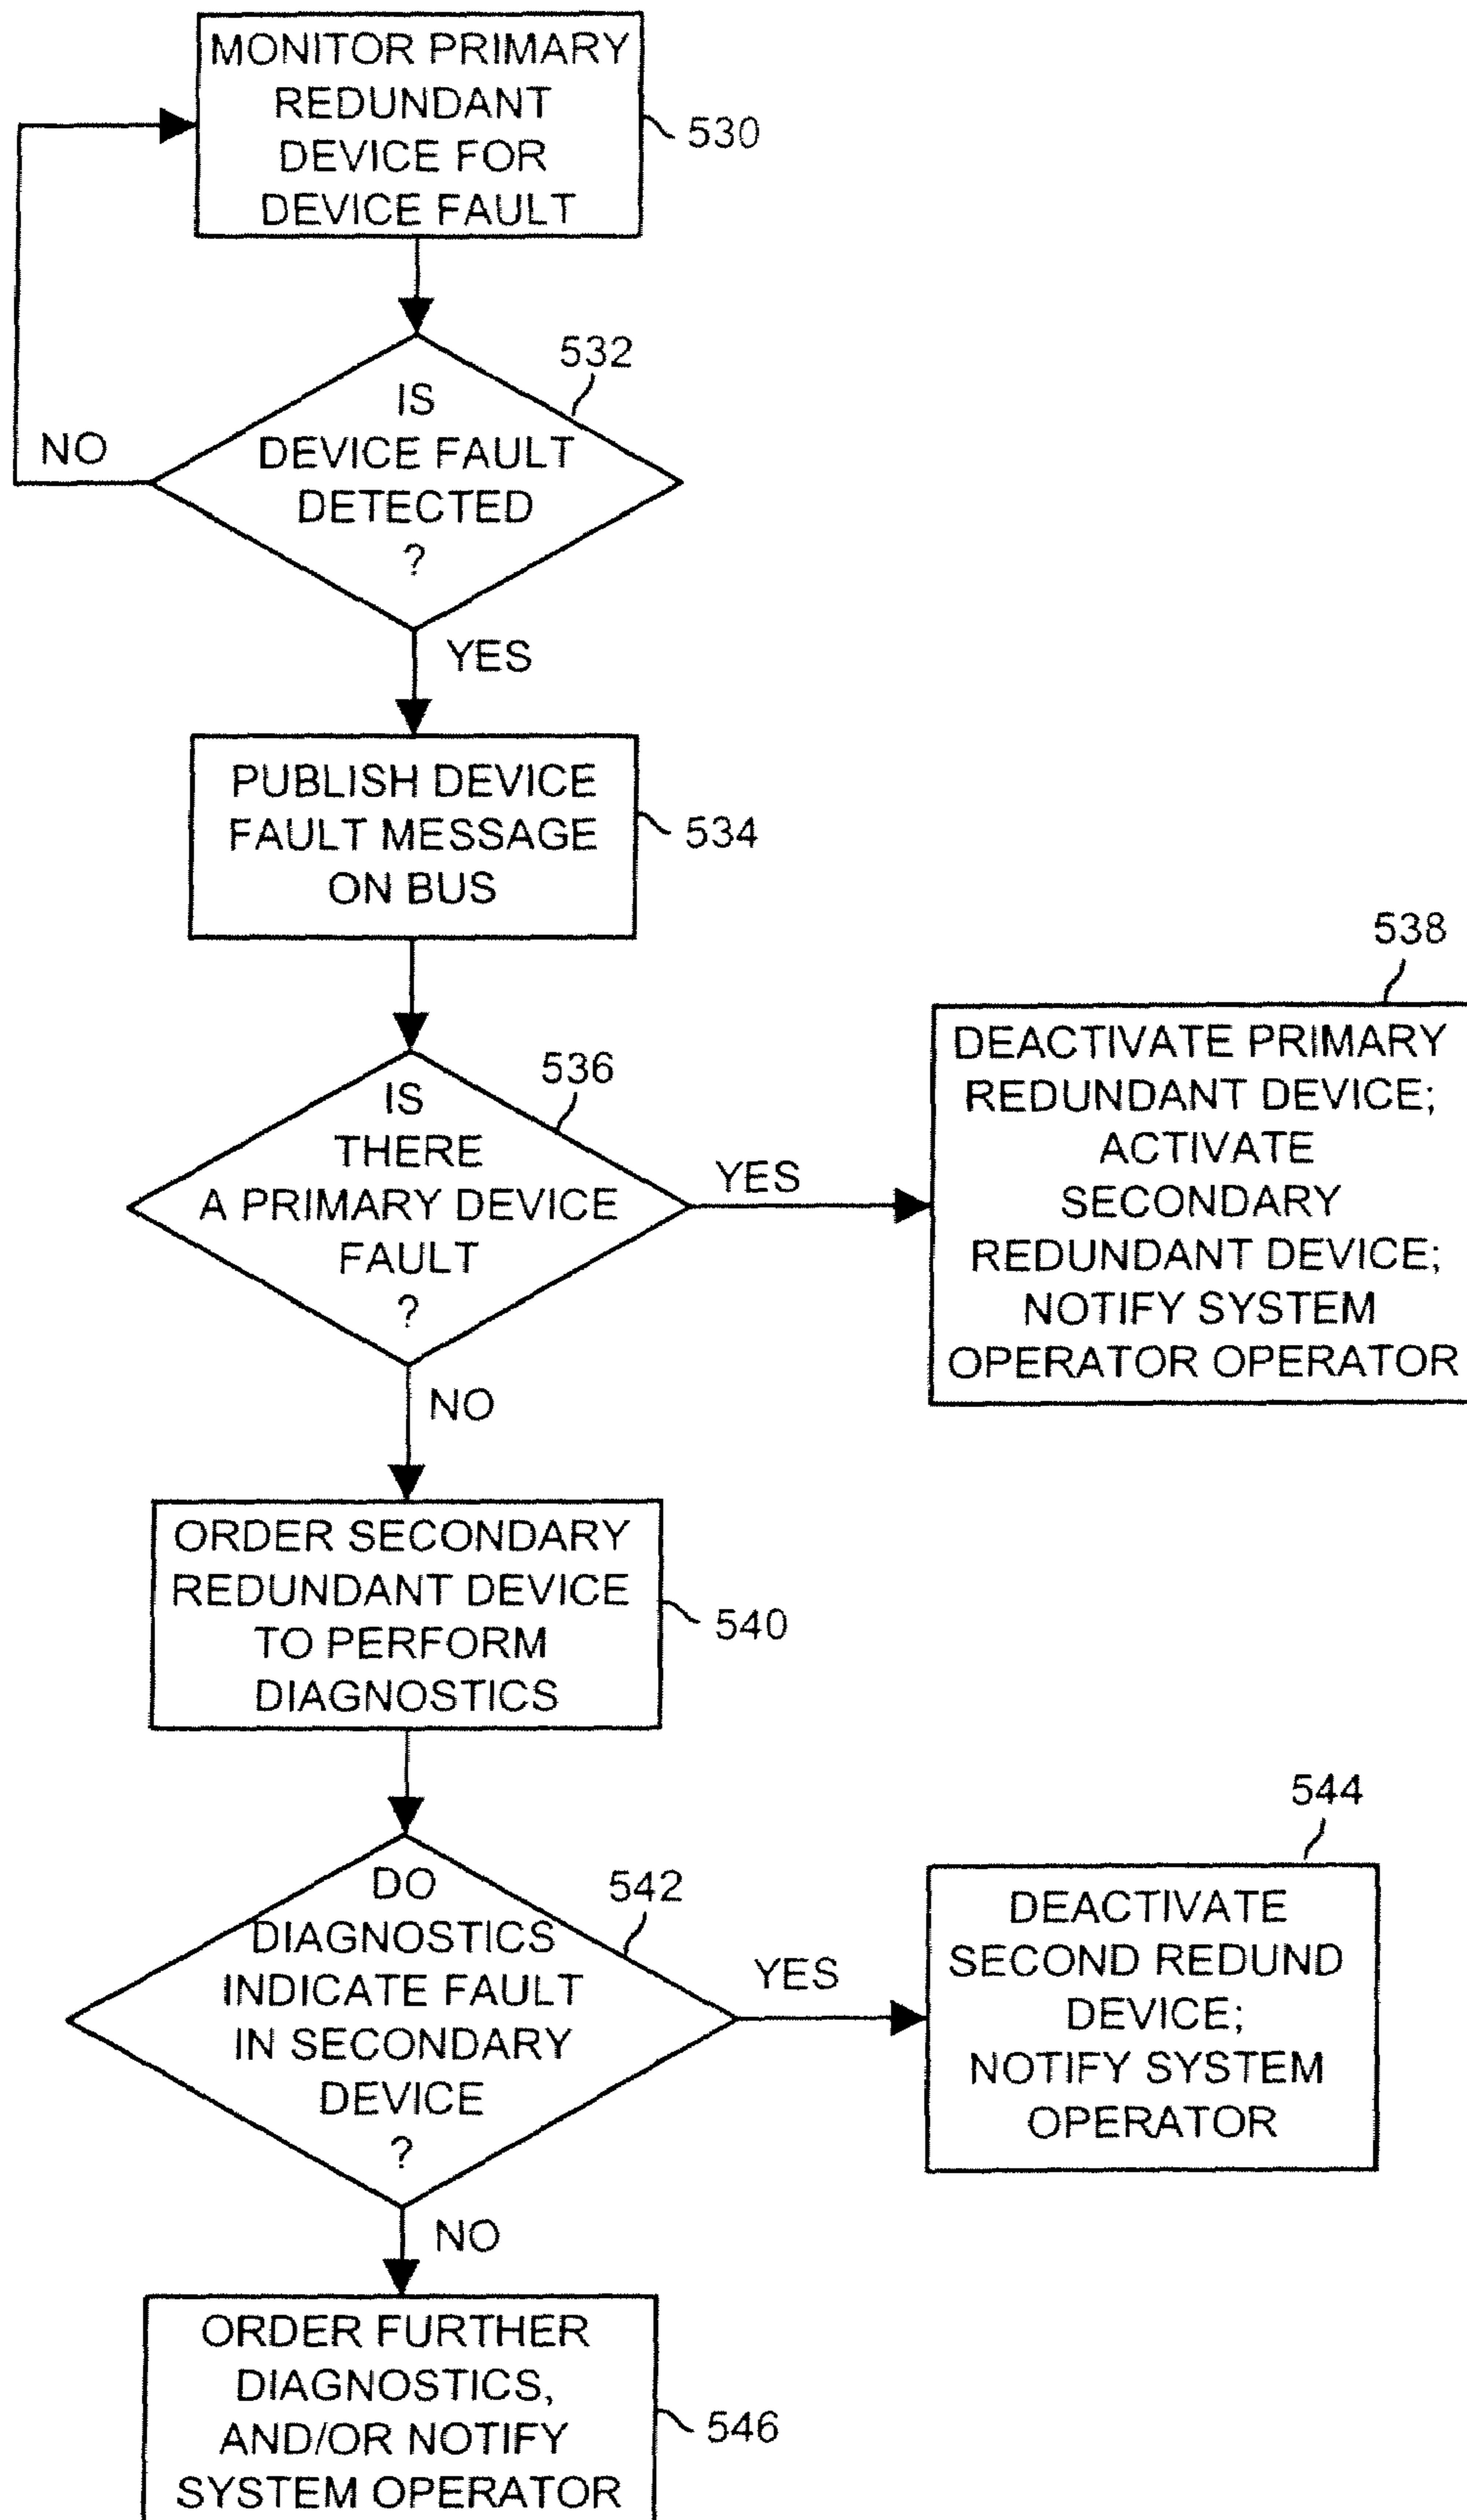 MONITOR PRIMARY
REDUNDANT
DEVICE FOR
DEVICE FAULT
530
532
IS
DEVICE FAULT
DETECTED
?
NO
YES
PUBLISH DEVICE
FAULT MESSAGE
ON BUS
534
536
IS
THERE
A PRIMARY DEVICE
FAULT
?
YES
538
DEACTIVATE PRIMARY
REDUNDANT DEVICE;
ACTIVATE
SECONDARY
REDUNDANT DEVICE;
NOTIFY SYSTEM
OPERATOR OPERATOR
NO
ORDER SECONDARY
REDUNDANT DEVICE
TO PERFORM
DIAGNOSTICS
540
542
DO
DIAGNOSTICS
INDICATE FAULT
IN SECONDARY
DEVICE
?
YES
544
DEACTIVATE
SECOND REDUND
DEVICE;
NOTIFY SYSTEM
OPERATOR
NO
ORDER FURTHER
DIAGNOSTICS,
AND/OR NOTIFY
SYSTEM OPERATOR
546